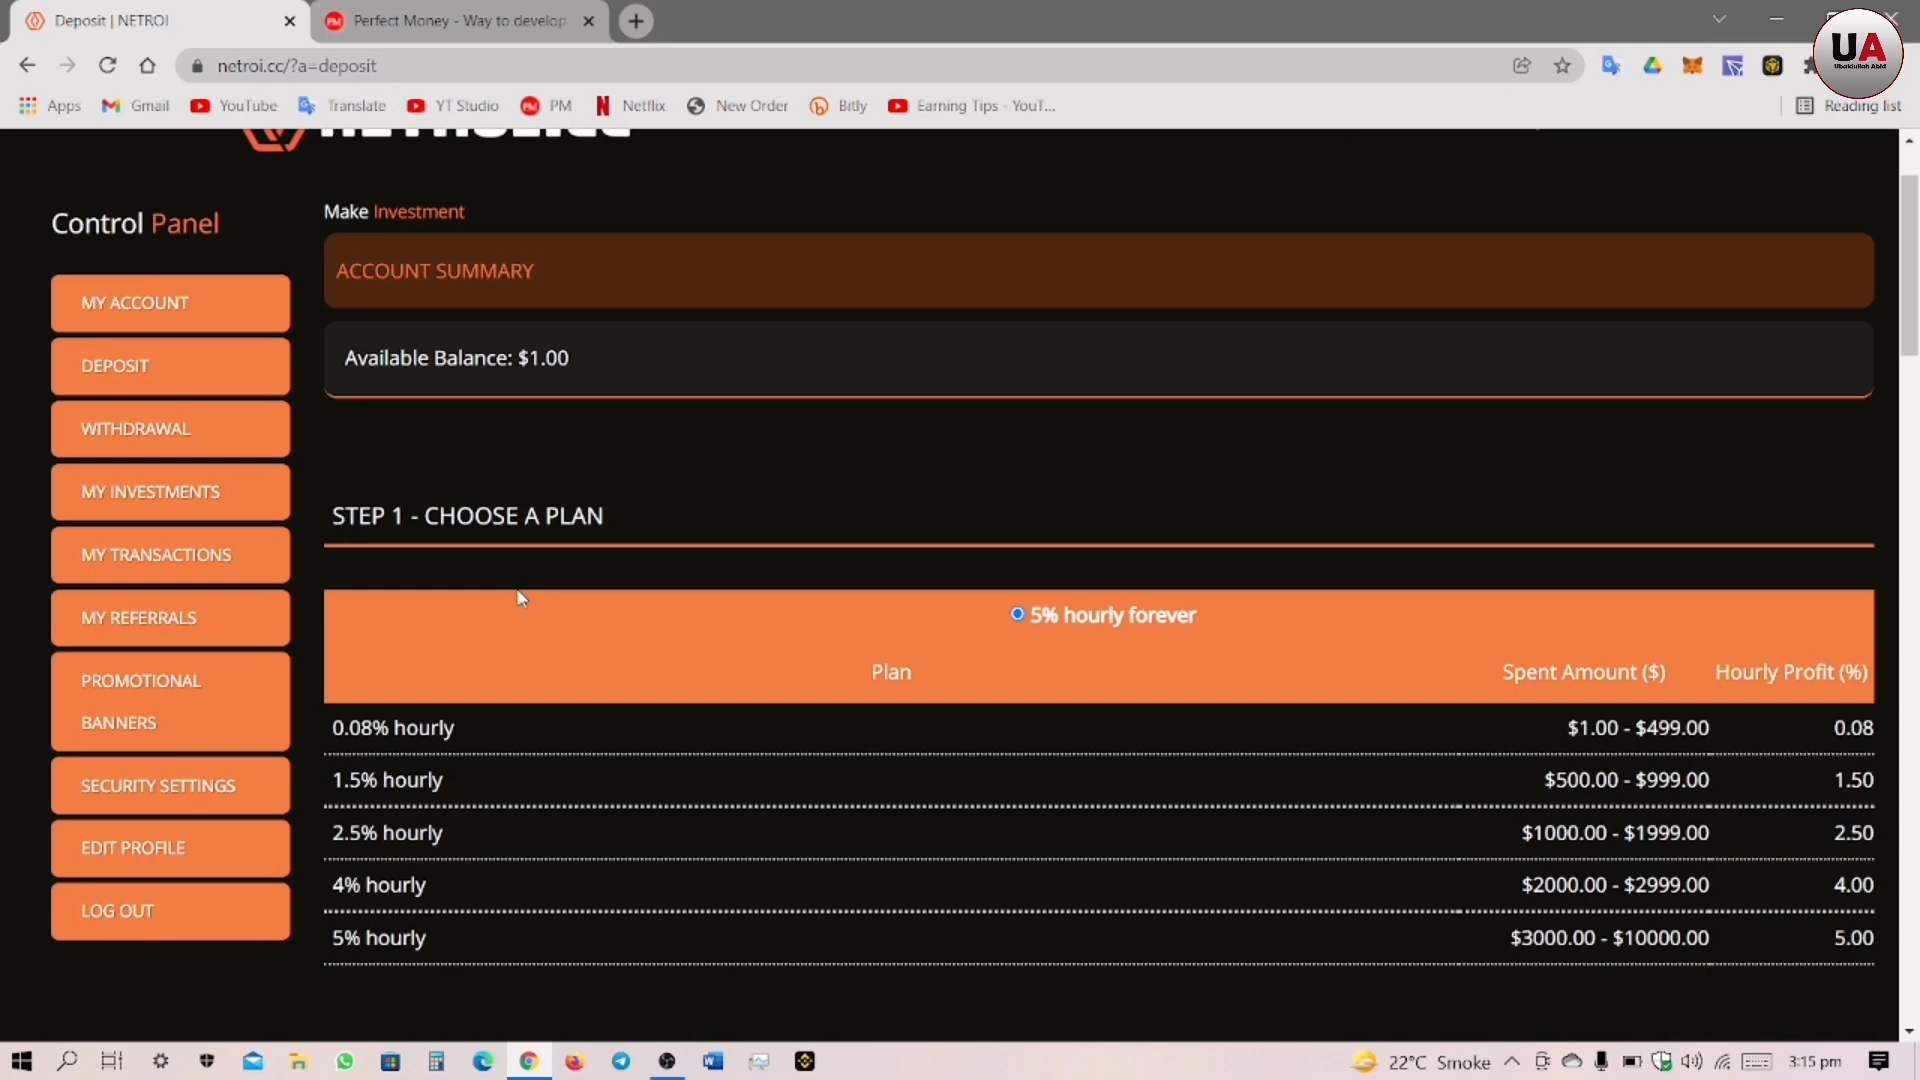 Deposit | NETROI
Perfect Money - Way to develop
netroi.cc/?a=deposit
UA
Ubaidullah Abid
Apps Gmail YouTube Translate YT Studio PM Netflix New Order Bitly Earning Tips - YouT... Reading list
Control Panel
MY ACCOUNT
DEPOSIT
WITHDRAWAL
MY INVESTMENTS
MY TRANSACTIONS
MY REFERRALS
PROMOTIONAL
BANNERS
SECURITY SETTINGS
EDIT PROFILE
LOG OUT
Make Investment
ACCOUNT SUMMARY
Available Balance: $1.00
STEP 1 - CHOOSE A PLAN
5% hourly forever
Plan Spent Amount ($) Hourly Profit (%)
0.08% hourly $1.00 - $499.00 0.08
1.5% hourly $500.00 - $999.00 1.50
2.5% hourly $1000.00 - $1999.00 2.50
4% hourly $2000.00 - $2999.00 4.00
5% hourly $3000.00 - $10000.00 5.00
22°C Smoke 3:15 pm